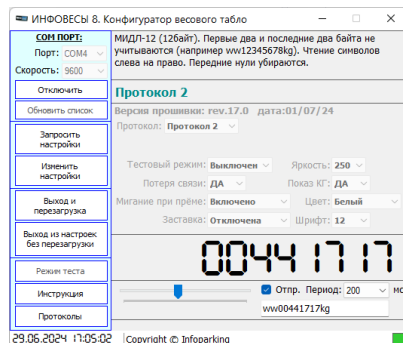 ИНФОВЕСЫ 8. Конфигуратор весового табло
COM ПОРТ:
Порт: COM4
Скорость: 9600
МИДЛ-12 (12байт). Первые два и последние два байта не
учитываются (например ww12345678kg). Чтение символов
слева на право. Передние нули убираются.
Отключить
Обновить список
Запросить
настройки
Изменить
настройки
Выход и
перезагрузка
Выход из настроек
без перезагрузки
Режим теста
Инструкция
Протоколы
Протокол 2
Версия прошивки: rev.17.0 дата:01/07/24
Протокол: Протокол 2
Тестовый режим: Выключен Яркость: 250
Потеря связи: ДА Показ КГ: ДА
Мигание при прёме: Включено Цвет: Белый
Заставка: Отключена Шрифт: 12
00441717
Отпр. Период: 200 мс
ww00441717kg
29.06.2024 17:05:02 Copyright © Infoparking